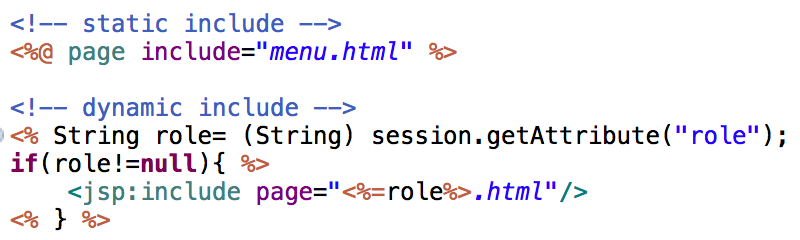 <!-- static include -->
<%@ page include="menu.html" %>
<!-- dynamic include -->
<% String role= (String) session.getAttribute("role");
if(role!=null){ %>
<jsp:include page="<%=role%>.html"/>
<% } %>